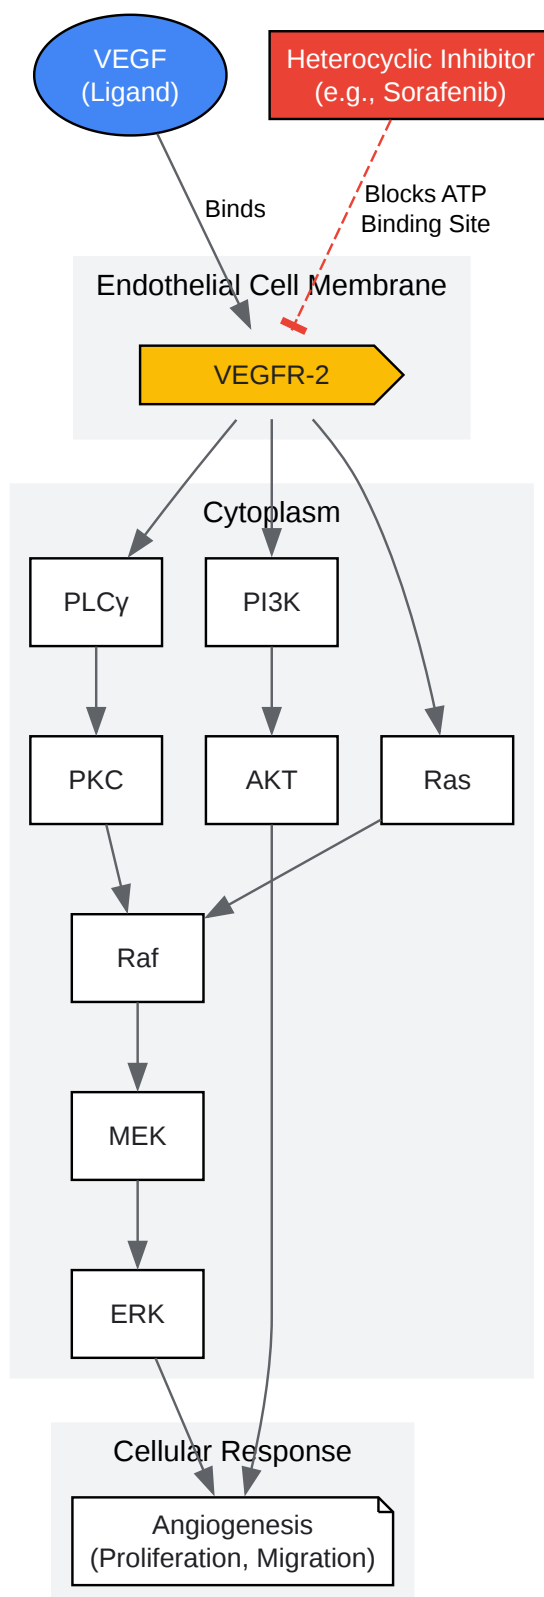 VEGF
(Ligand)
Heterocyclic Inhibitor
(e.g., Sorafenib)
Binds
Blocks ATP
Binding Site
Endothelial Cell Membrane
VEGFR-2
Cytoplasm
PLCγ
PI3K
PKC
AKT
Ras
Raf
MEK
ERK
Cellular Response
Angiogenesis
(Proliferation, Migration)